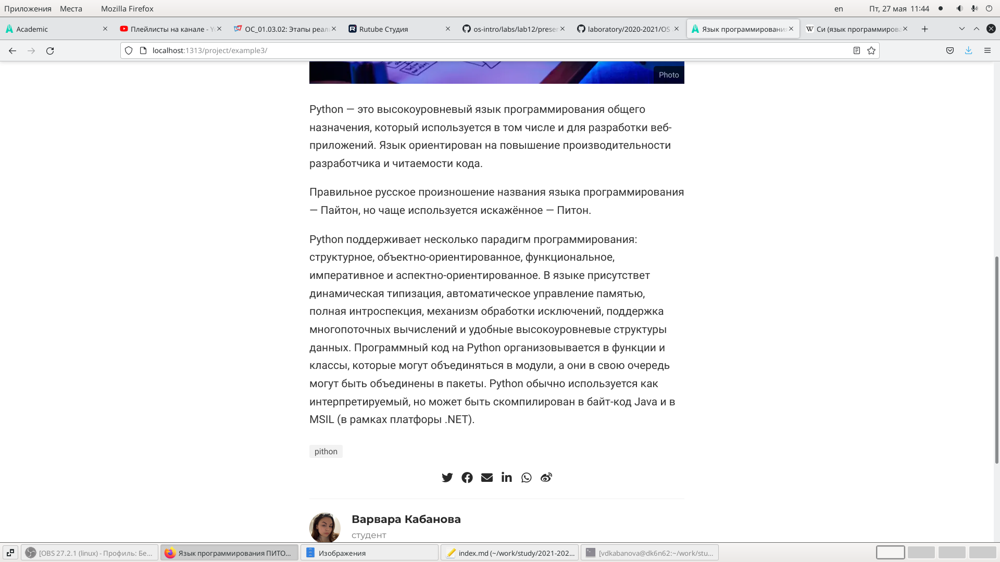 Приложения Места Mozilla Firefox en Пт, 27 мая 11:44
Academic Плейлисты на канале - ОС_01.03.02: Этапы реал Rutube Студия os-intro/labs/lab12/preser laboratory/2020-2021/OS Язык программировани Си (язык программирова
localhost:1313/project/example3/
Photo
Python — это высокоуровневый язык программирования общего
назначения, который используется в том числе и для разработки веб-
приложений. Язык ориентирован на повышение производительности
разработчика и читаемости кода.
Правильное русское произношение названия языка программирования
— Пайтон, но чаще используется искажённое — Питон.
Python поддерживает несколько парадигм программирования:
структурное, объектно-ориентированное, функциональное,
императивное и аспектно-ориентированное. В языке присутствет
динамическая типизация, автоматическое управление памятью,
полная интроспекция, механизм обработки исключений, поддержка
многопоточных вычислений и удобные высокоуровневые структуры
данных. Программный код на Python организовывается в функции и
классы, которые могут объединяться в модули, а они в свою очередь
могут быть объединены в пакеты. Python обычно используется как
интерпретируемый, но может быть скомпилирован в байт-код Java и в
MSIL (в рамках платформы .NET).
pithon
Варвара Кабанова
студент
[OBS 27.2.1 (linux) - Профиль: Бе... Язык программирования ПИТО... Изображения index.md (~/work/study/2021-202... [vdkabanova@dk6n62:~/work/stu...